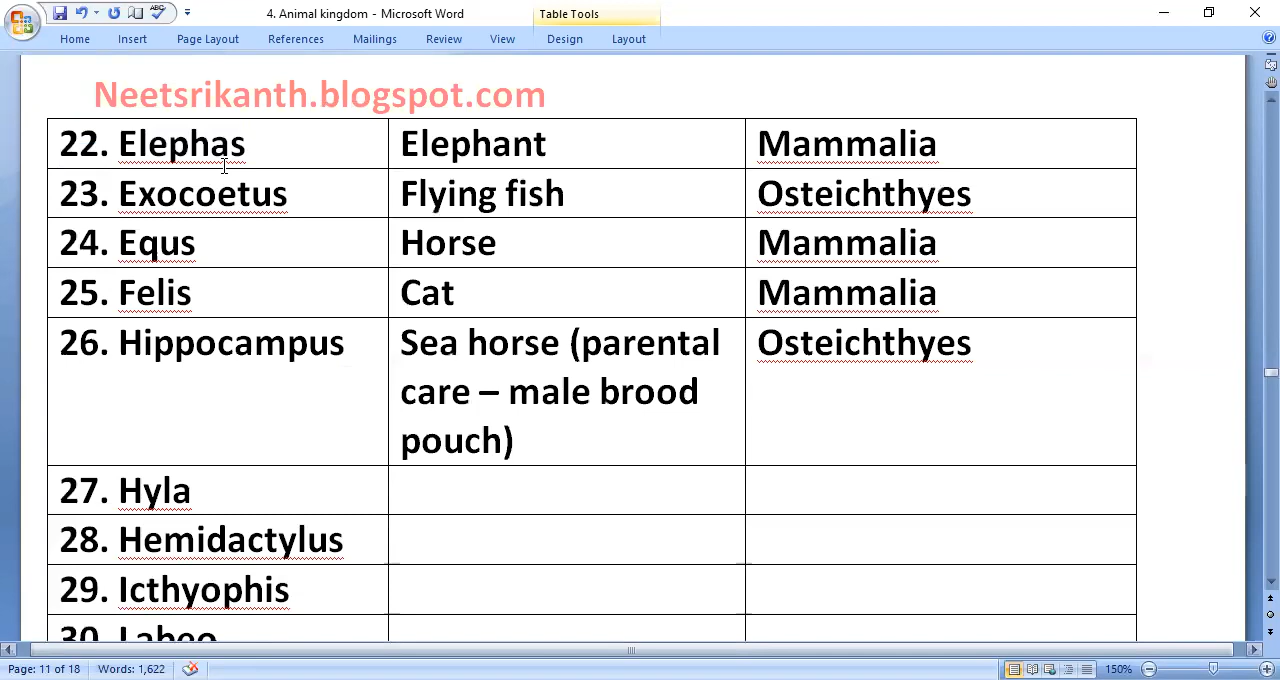 4. Animal kingdom - Microsoft Word
Table Tools
Home Insert Page Layout References Mailings Review View Design Layout
Neetsrikanth.blogspot.com
22. Elephas Elephant Mammalia
23. Exocoetus Flying fish Osteichthyes
24. Equs Horse Mammalia
25. Felis Cat Mammalia
26. Hippocampus Sea horse (parental Osteichthyes
care – male brood
pouch)
27. Hyla
28. Hemidactylus
29. Icthyophis
30. Labeo
Page: 11 of 18 Words: 1,622 150%